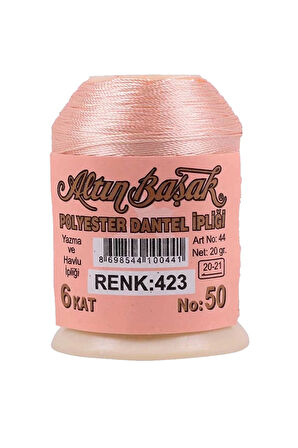 Altın Başak
POLYESTER DANTEL İPLİĞİ
Yazma
ve
Havlu
İpliği
Art No: 44
Net: 20 gr.
20-21
8 698544 100441
RENK:423
6 KAT
No: 50